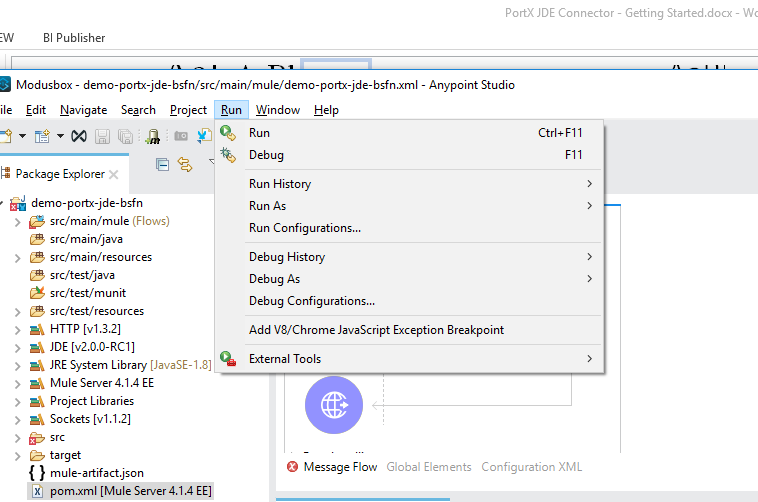 PortX JDE Connector - Getting Started.docx - Wo
EW BI Publisher
Modusbox - demo-portx-jde-bsfn/src/main/mule/demo-portx-jde-bsfn.xml - Anypoint Studio
ile Edit Navigate Search Project Run Window Help
Run Ctrl+F11
Debug F11
Run History
Run As
Run Configurations...
Debug History
Debug As
Debug Configurations...
Add V8/Chrome JavaScript Exception Breakpoint
External Tools
Package Explorer
demo-portx-jde-bsfn
src/main/mule (Flows)
src/main/java
src/main/resources
src/test/java
src/test/munit
src/test/resources
HTTP [v1.3.2]
JDE [v2.0.0-RC1]
JRE System Library [JavaSE-1.8]
Mule Server 4.1.4 EE
Project Libraries
Sockets [v1.1.2]
src
target
mule-artifact.json
pom.xml [Mule Server 4.1.4 EE]
Message Flow Global Elements Configuration XML